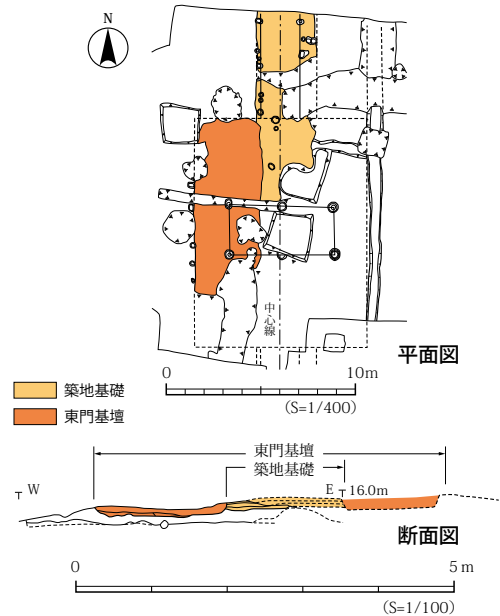 N
中心線
平面図
0 10m
(S=1/400)
築地基礎
東門基壇
東門基壇
築地基礎
W E 16.0m
断面図
0 5m
(S=1/100)